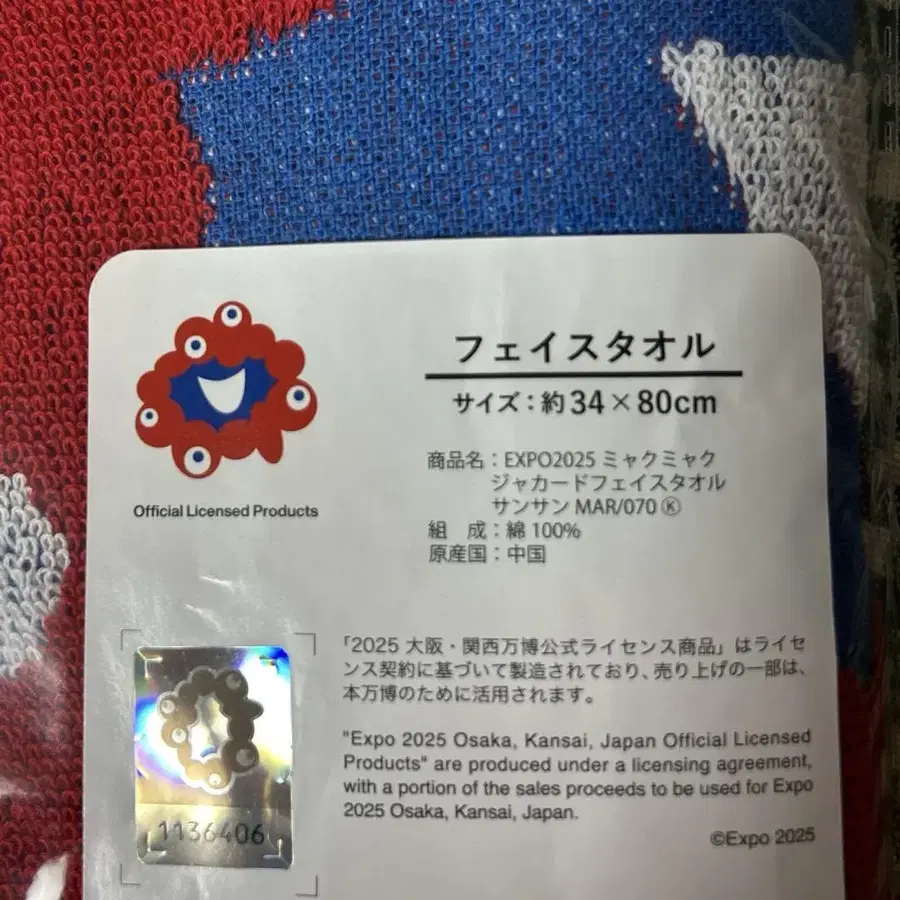 フェイスタオル
サイズ：約34×80cm
商品名：EXPO2025 ミャクミャク
ジャカードフェイスタオル
サンサン MAR/070 Ⓚ
組　成：綿 100%
原産国：中国
Official Licensed Products
「2025 大阪・関西万博公式ライセンス商品」はライセ
ンス契約に基づいて製造されており、売り上げの一部は、
本万博のために活用されます。
"Expo 2025 Osaka, Kansai, Japan Official Licensed
Products" are produced under a licensing agreement,
with a portion of the sales proceeds to be used for Expo
2025 Osaka, Kansai, Japan.
©Expo 2025
1136406